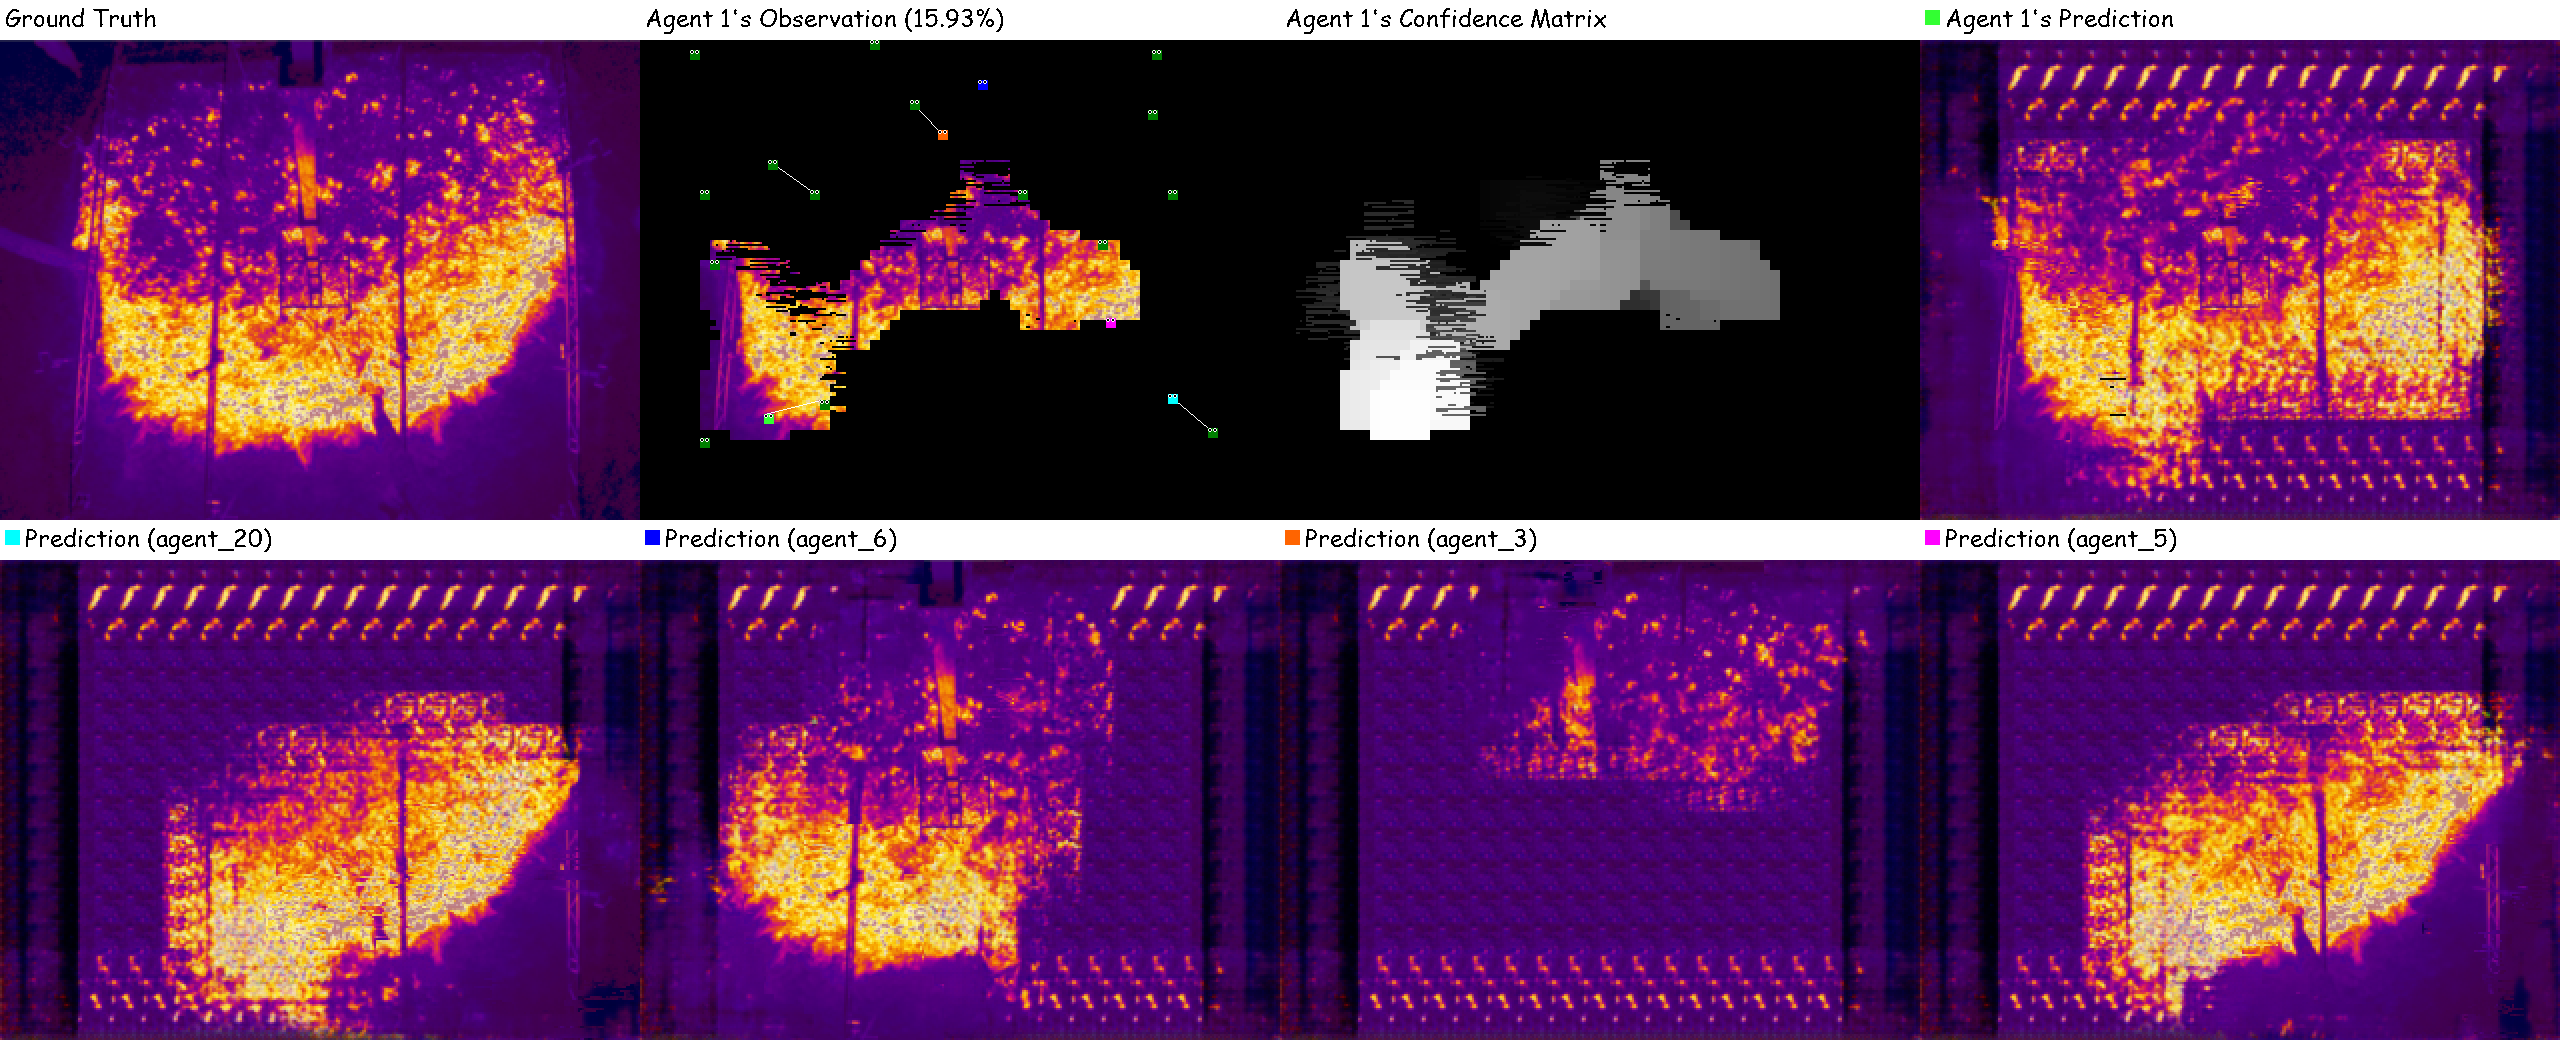 Ground Truth
Agent 1's Observation (15.93%)
Agent 1's Confidence Matrix
Agent 1's Prediction
Prediction (agent_20)
Prediction (agent_6)
Prediction (agent_3)
Prediction (agent_5)